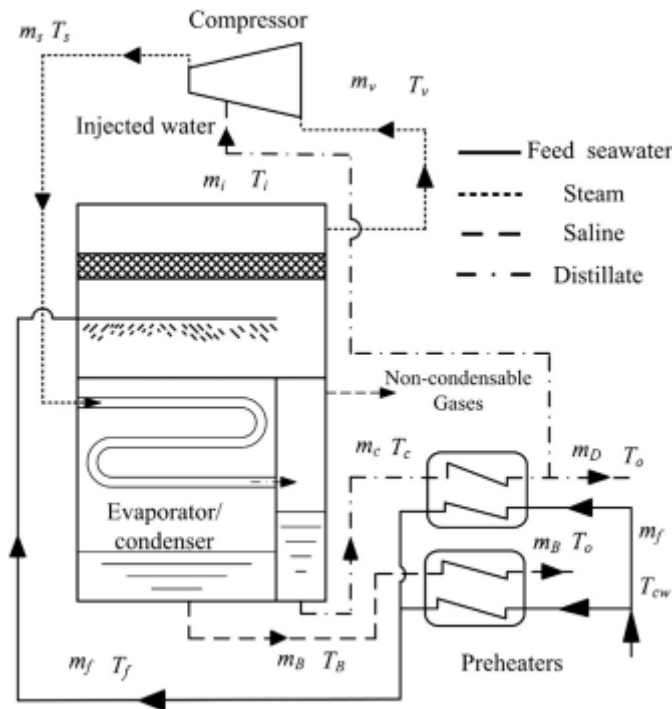 Compressor
m_s T_s
m_v T_v
Injected water
m_i T_i
Feed seawater
Steam
Saline
Distillate
Non-condensable
Gases
m_c T_c
m_D T_o
Evaporator/
condenser
m_f
m_B T_o
T_cw
m_B T_B
m_f T_f
Preheaters